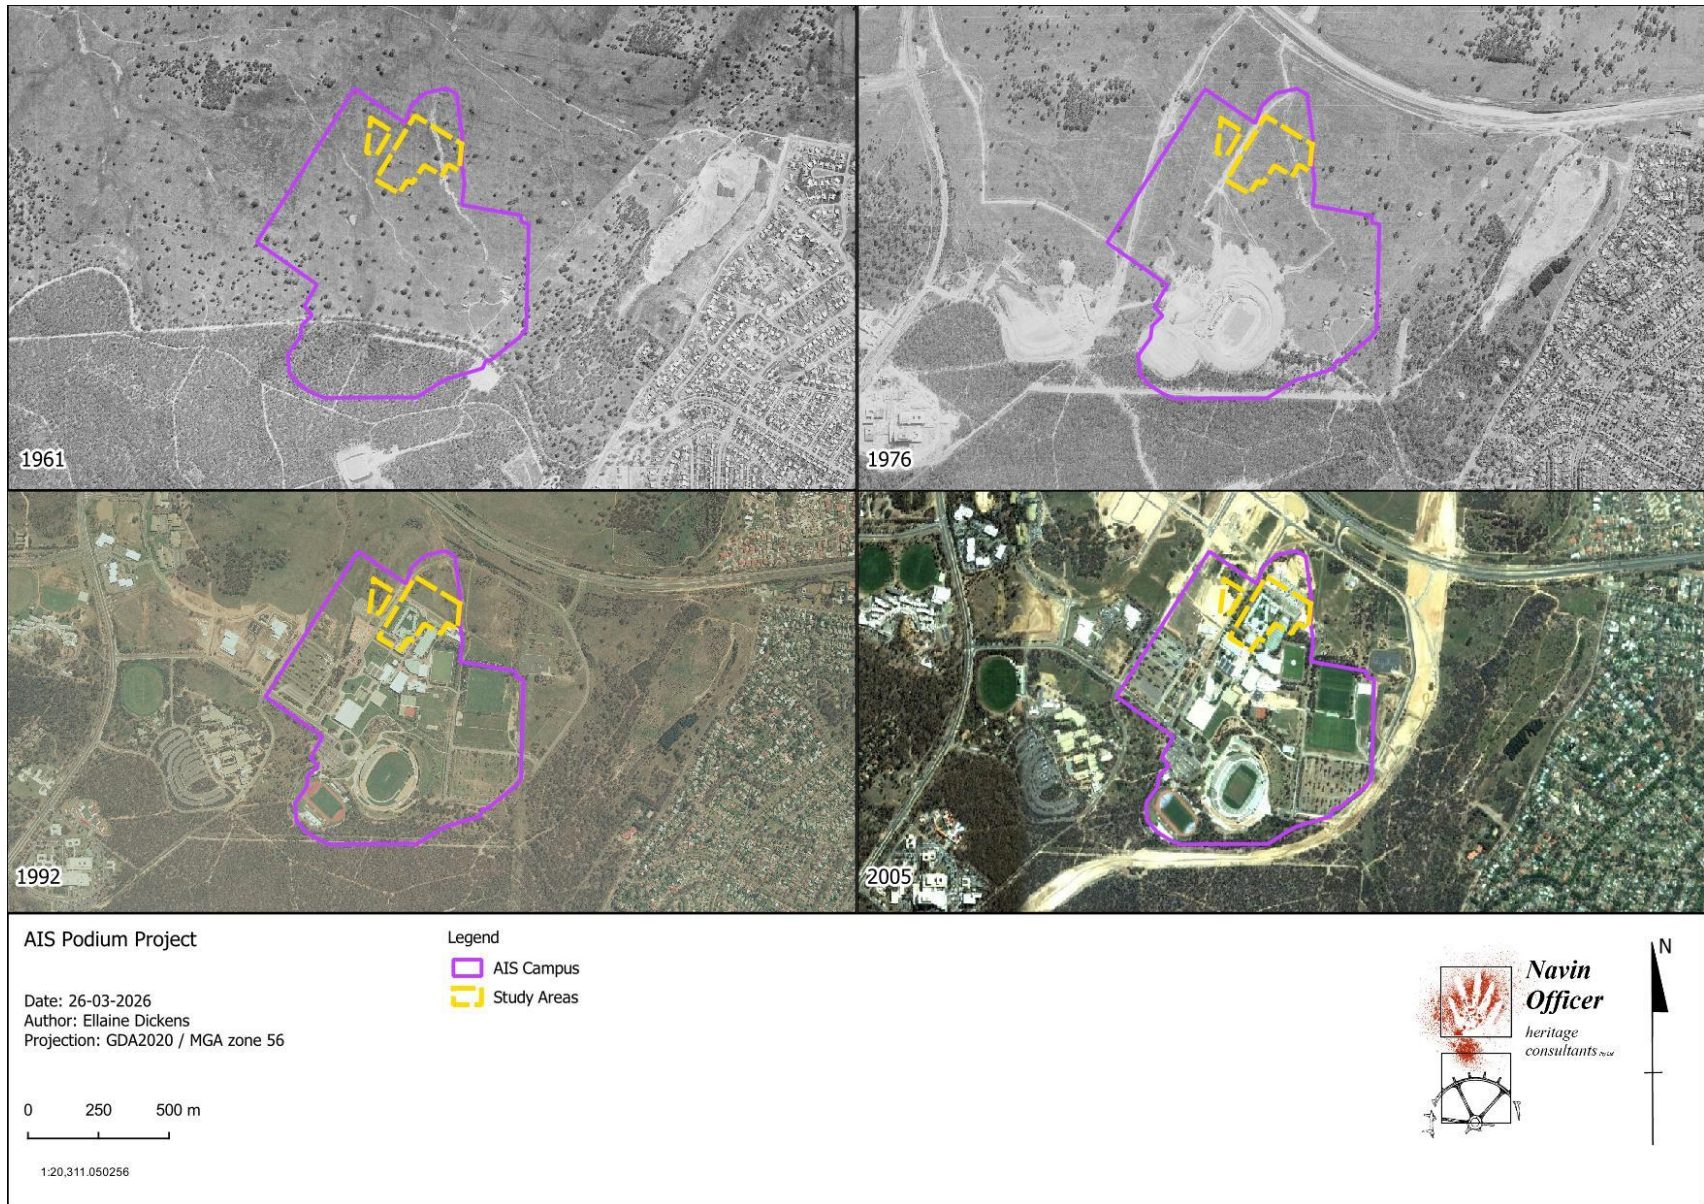 1961
1976
1992
2005
AIS Podium Project
Date: 26-03-2026
Author: Ellaine Dickens
Projection: GDA2020 / MGA zone 56
0 250 500 m
1:20,311.050256
Legend
AIS Campus
Study Areas
Navin
Officer
heritage
consultants
N